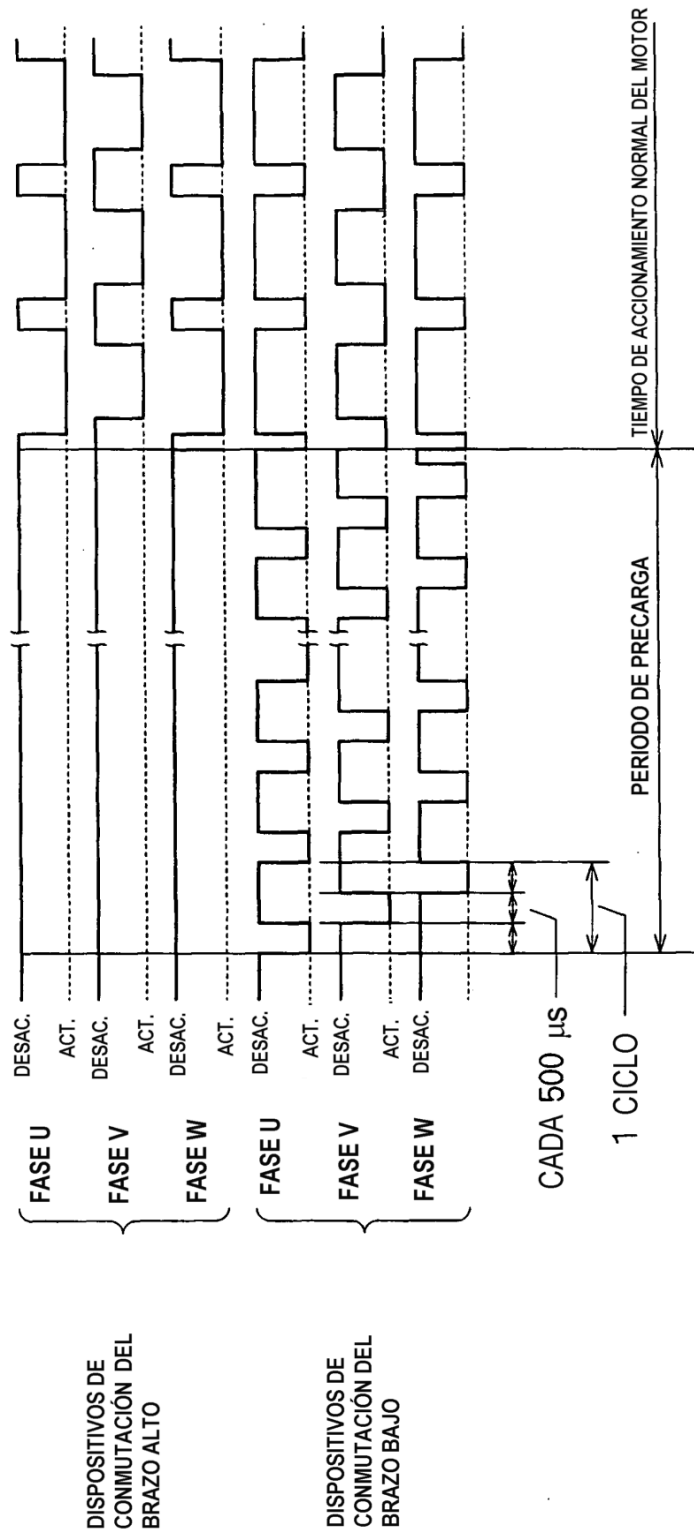 DISPOSITIVOS DE
CONMUTACIÓN DEL
BRAZO ALTO
FASE U
DESAC.
ACT.
FASE V
DESAC.
ACT.
FASE W
DESAC.
ACT.
DISPOSITIVOS DE
CONMUTACIÓN DEL
BRAZO BAJO
FASE U
DESAC.
ACT.
FASE V
DESAC.
ACT.
FASE W
DESAC.
CADA 500 μs
1 CICLO
PERIODO DE PRECARGA
TIEMPO DE ACCIONAMIENTO NORMAL DEL MOTOR